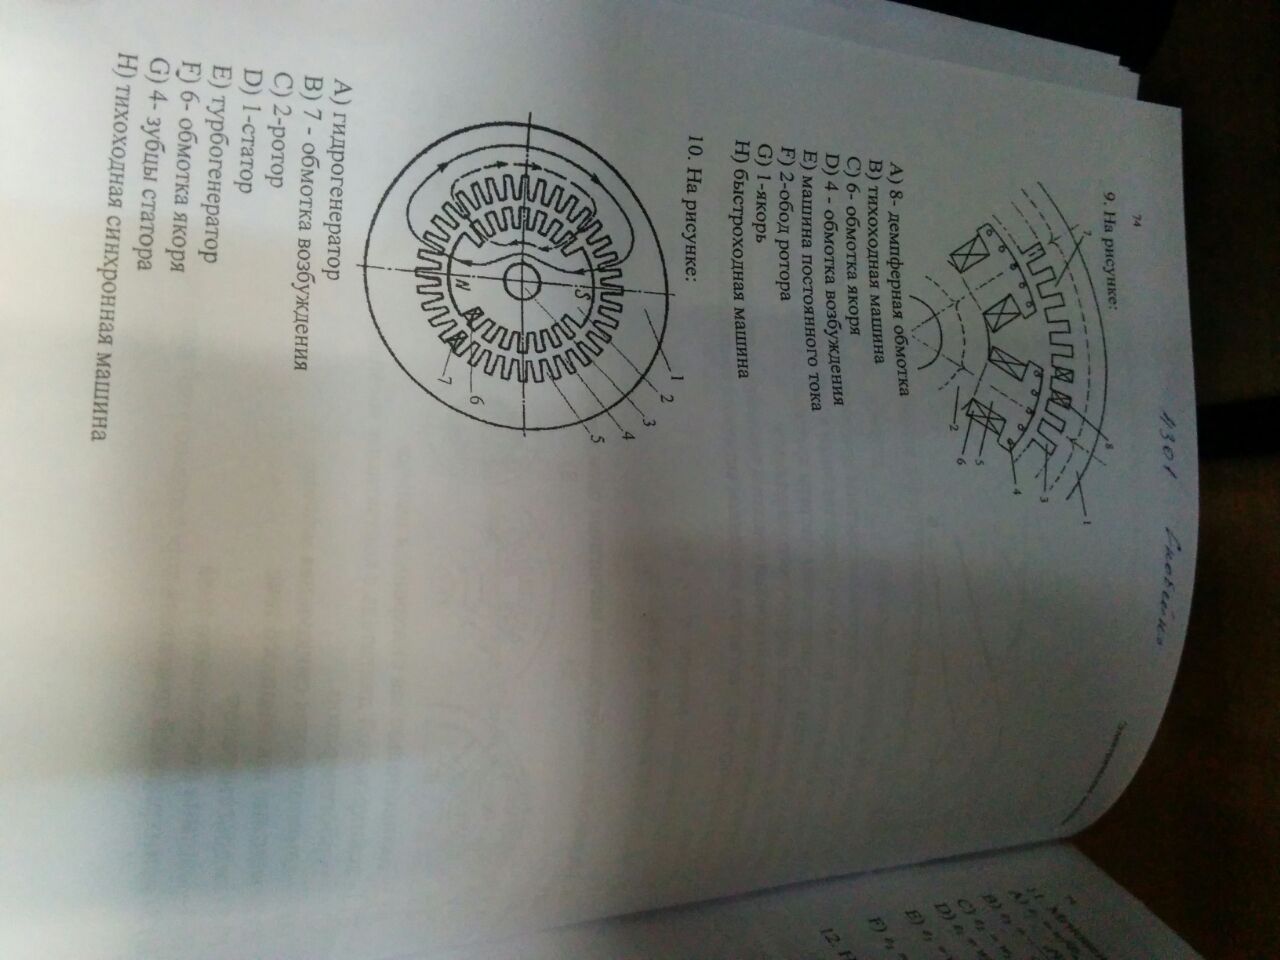 74
9. На рисунке:
7
8
1
3
4
5
6
2
A) 8- демпферная обмотка
B) тихоходная машина
C) 6- обмотка якоря
D) 4 - обмотка возбуждения
E) машина постоянного тока
F) 2-обод ротора
G) 1-якорь
H) быстроходная машина
10. На рисунке:
S
N
1
2
3
4
5
6
7
A) гидрогенератор
B) 7 - обмотка возбуждения
C) 2-ротор
D) 1-статор
E) турбогенератор
F) 6- обмотка якоря
G) 4- зубцы статора
H) тихоходная синхронная машина
4301
12.